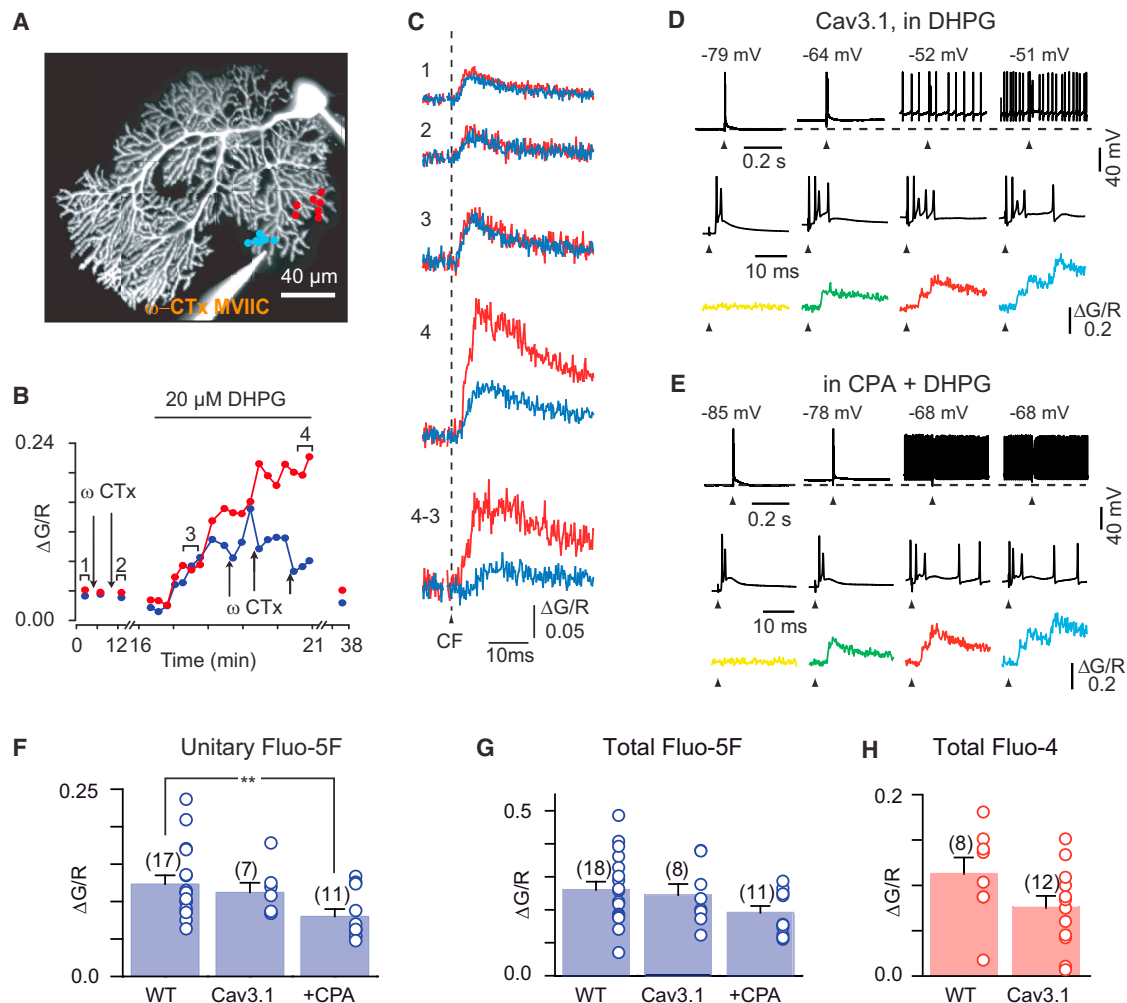 A
40 µm
ω-CTx MVIIC
B
20 µM DHPG
0.24
ΔG/R
0.00
ω CTx
1
2
3
4
ω CTx
0
12
16
21
38
Time (min)
C
1
2
3
4
4-3
CF
10ms
ΔG/R
0.05
D
Cav3.1, in DHPG
-79 mV
-64 mV
-52 mV
-51 mV
0.2 s
40 mV
10 ms
ΔG/R
0.2
E
in CPA + DHPG
-85 mV
-78 mV
-68 mV
-68 mV
0.2 s
40 mV
10 ms
ΔG/R
0.2
F
Unitary Fluo-5F
0.25
ΔG/R
0.0
**
(17)
(7)
(11)
WT
Cav3.1
+CPA
G
Total Fluo-5F
0.5
ΔG/R
0.0
(18)
(8)
(11)
WT
Cav3.1
+CPA
H
Total Fluo-4
0.2
ΔG/R
0.0
(8)
(12)
WT
Cav3.1